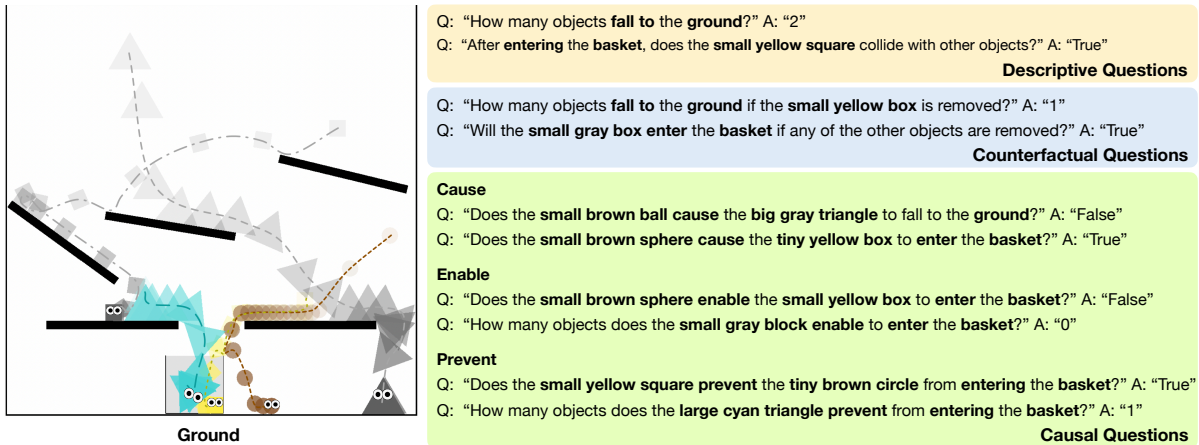 Ground
Q: "How many objects fall to the ground?" A: "2"
Q: "After entering the basket, does the small yellow square collide with other objects?" A: "True"
Descriptive Questions
Q: "How many objects fall to the ground if the small yellow box is removed?" A: "1"
Q: "Will the small gray box enter the basket if any of the other objects are removed?" A: "True"
Counterfactual Questions
Cause
Q: "Does the small brown ball cause the big gray triangle to fall to the ground?" A: "False"
Q: "Does the small brown sphere cause the tiny yellow box to enter the basket?" A: "True"
Enable
Q: "Does the small brown sphere enable the small yellow box to enter the basket?" A: "False"
Q: "How many objects does the small gray block enable to enter the basket?" A: "0"
Prevent
Q: "Does the small yellow square prevent the tiny brown circle from entering the basket?" A: "True"
Q: "How many objects does the large cyan triangle prevent from entering the basket?" A: "1"
Causal Questions